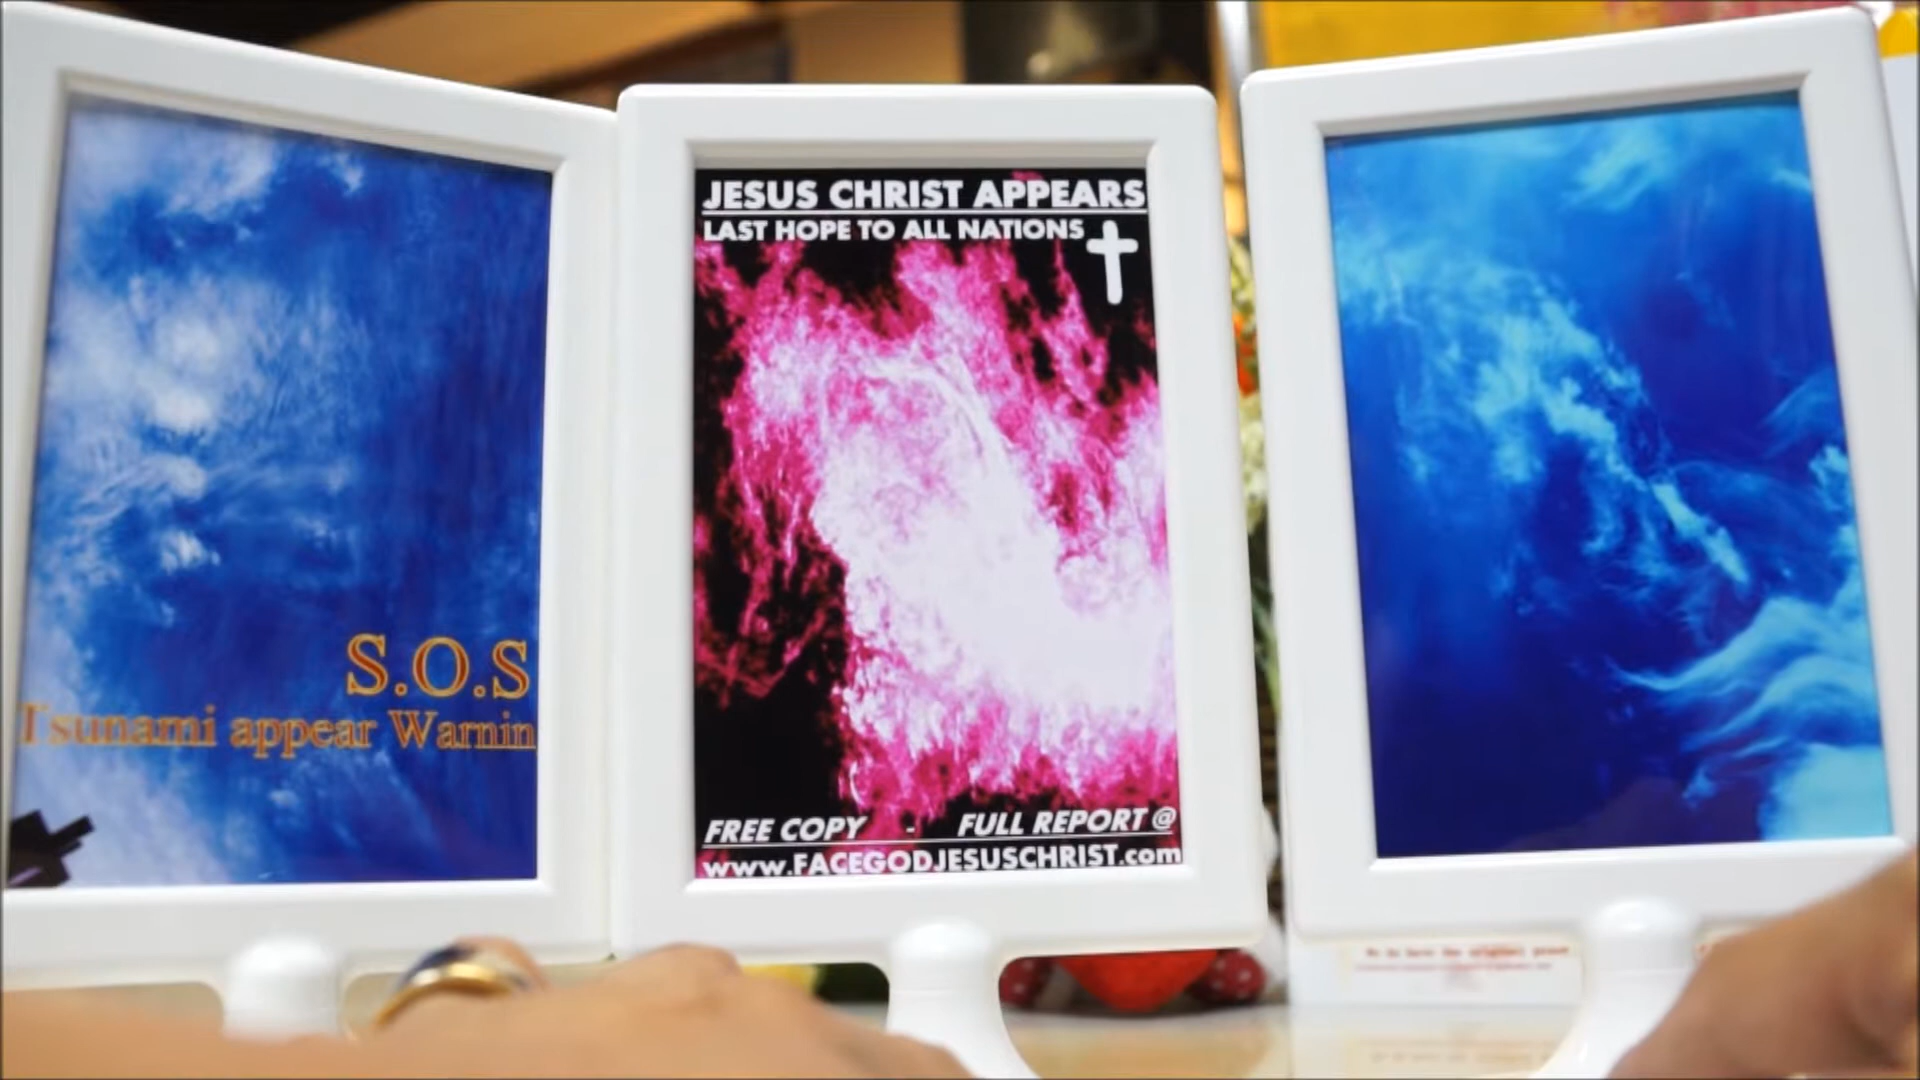 S.O.S
Tsunami appear Warnin
JESUS CHRIST APPEARS
LAST HOPE TO ALL NATIONS
FREE COPY - FULL REPORT @
www.FACEGODJESUSCHRIST.com